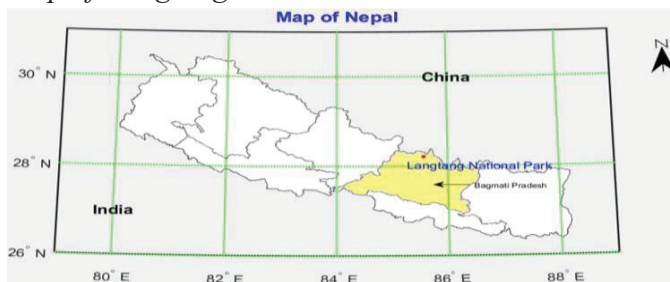 Map of Nepal
N
30° N
China
28° N
Langtang National Park
Bagmati Pradesh
India
26° N
80° E
82° E
84° E
86° E
88° E